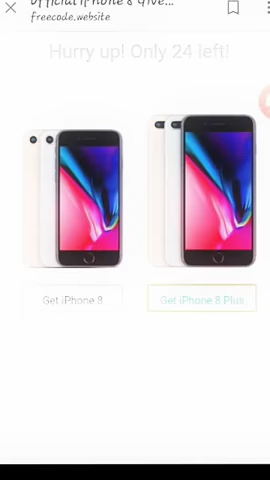 Official iPhone 8 Give...
freecode.website
Hurry up! Only 24 left!
Get iPhone 8
Get iPhone 8 Plus